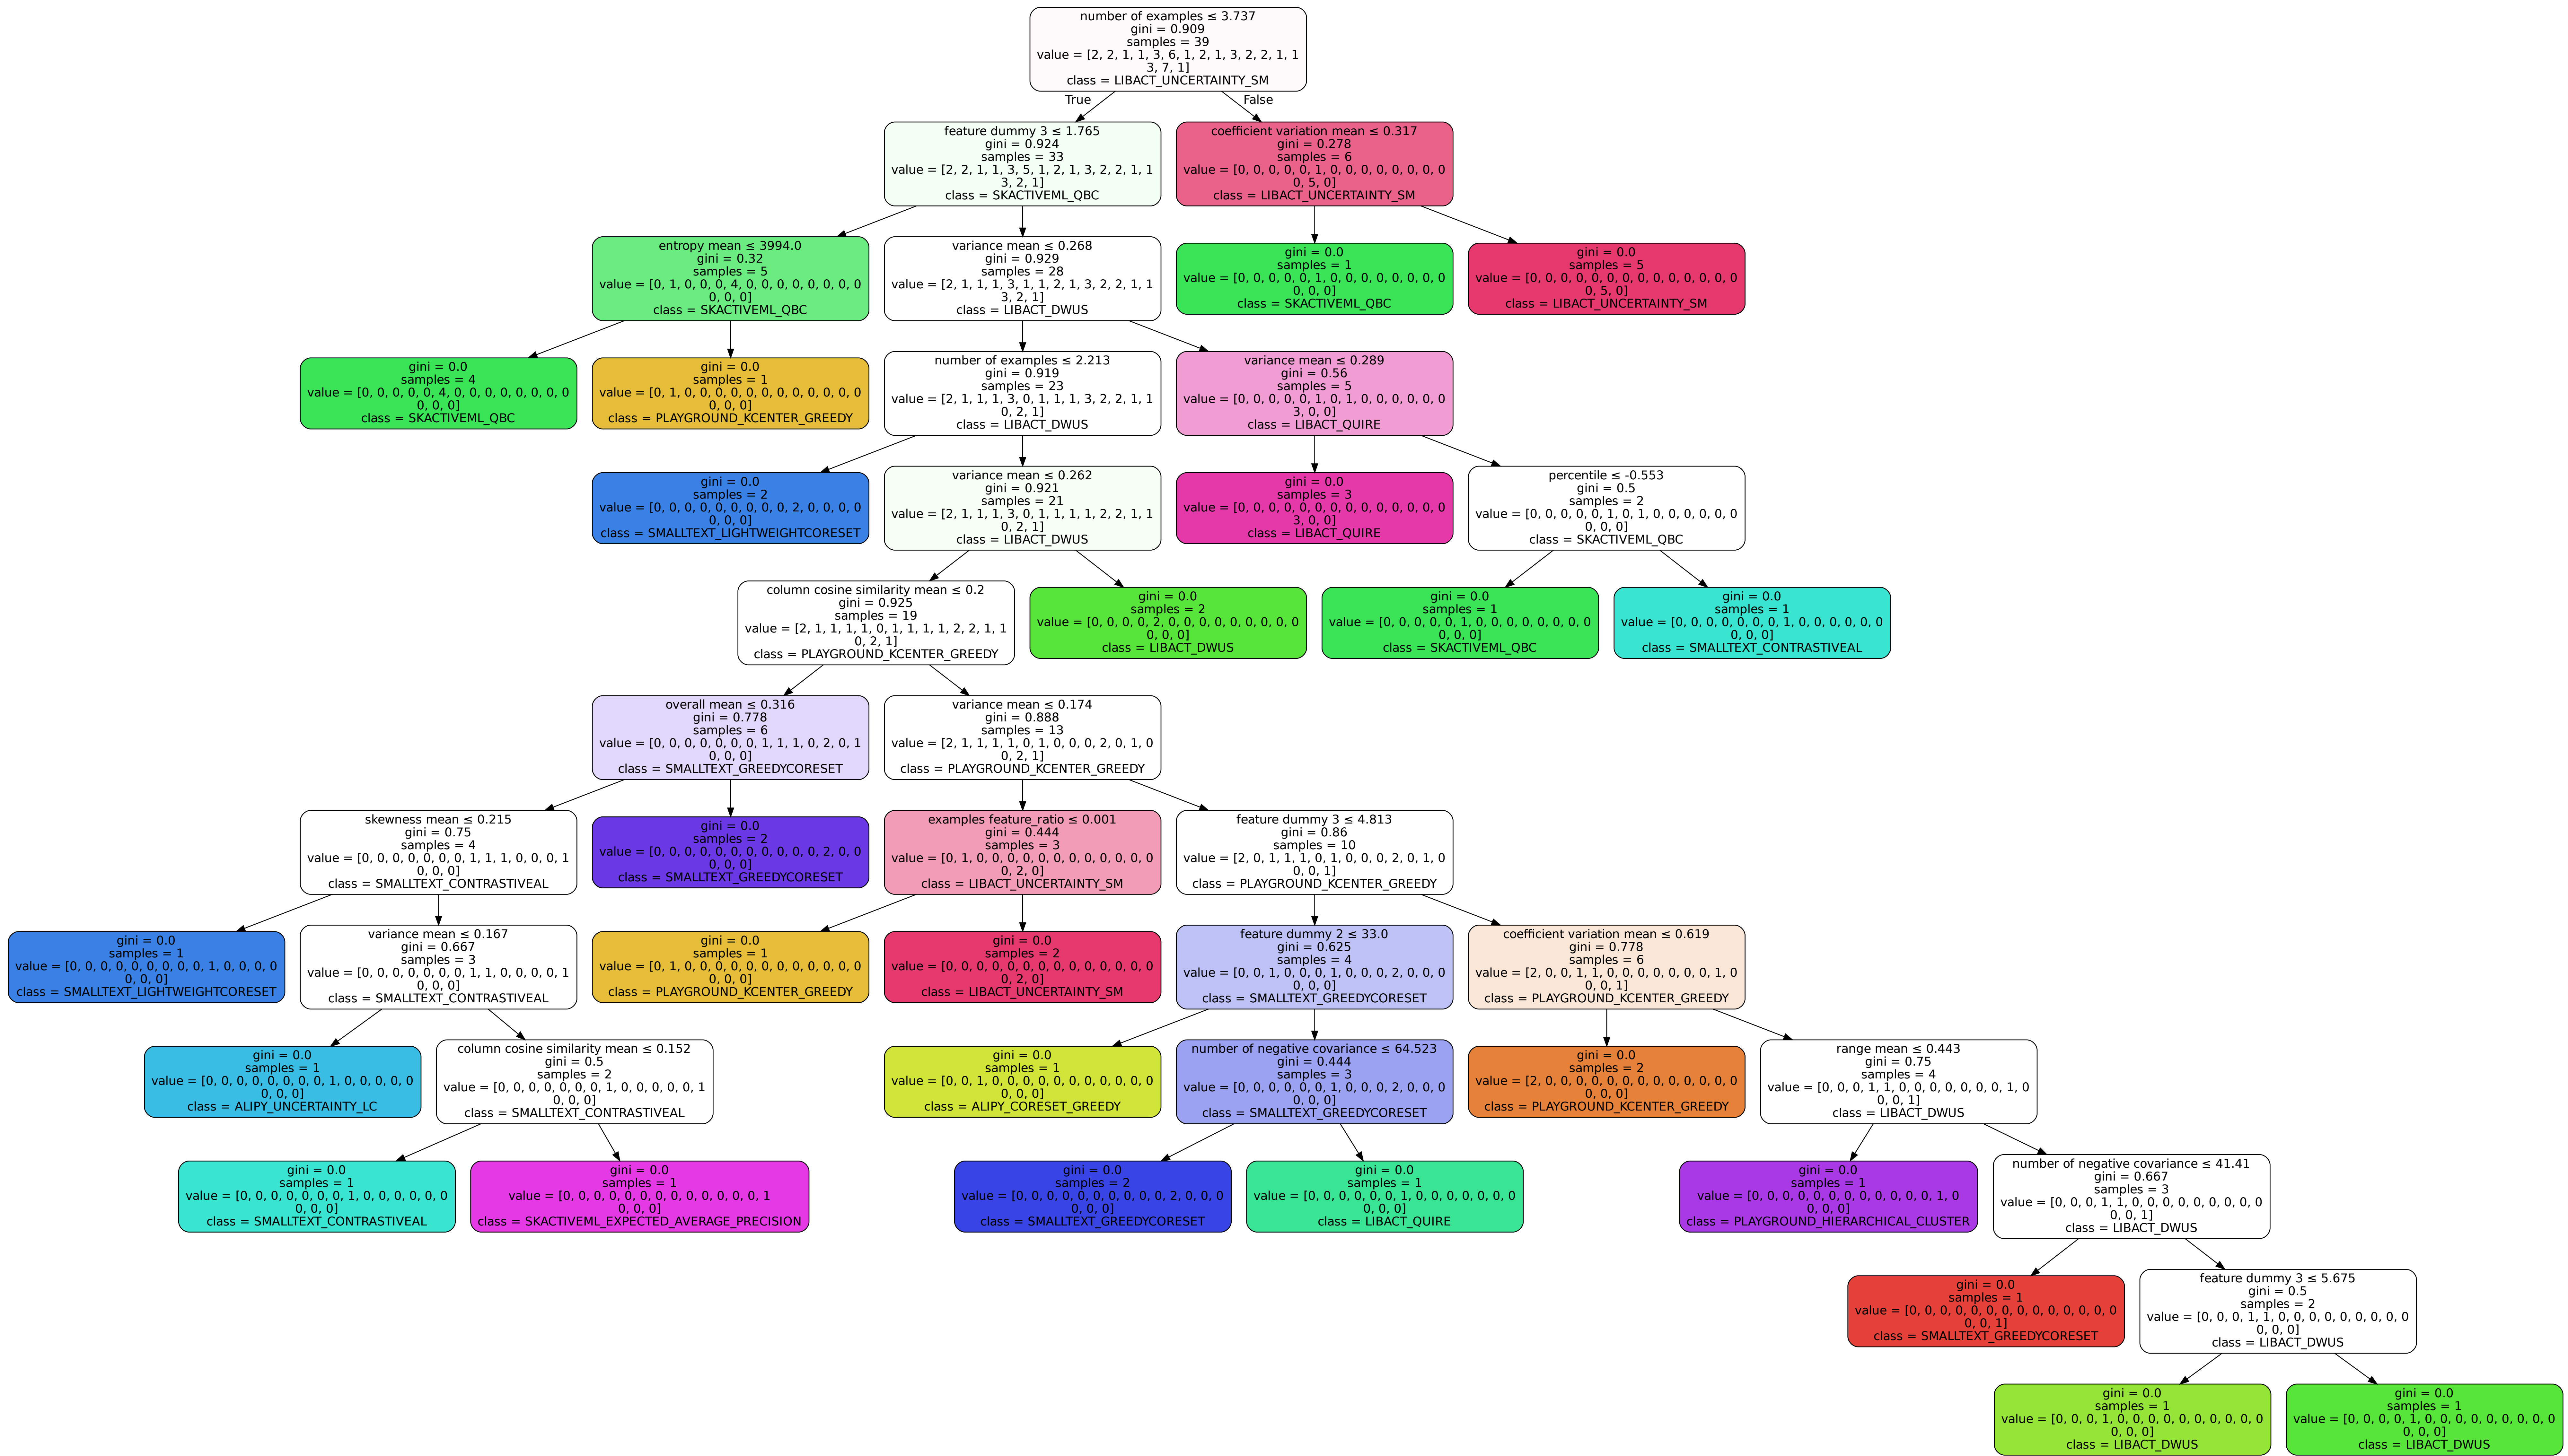 number of examples ≤ 3.737
gini = 0.909
samples = 39
value = [2, 2, 1, 1, 3, 6, 1, 2, 1, 3, 2, 2, 1, 1
3, 7, 1]
class = LIBACT_UNCERTAINTY_SM
True
False
feature dummy 3 ≤ 1.765
gini = 0.924
samples = 33
value = [2, 2, 1, 1, 3, 5, 1, 2, 1, 3, 2, 2, 1, 1
3, 2, 1]
class = SKACTIVEML_QBC
coefficient variation mean ≤ 0.317
gini = 0.278
samples = 6
value = [0, 0, 0, 0, 0, 1, 0, 0, 0, 0, 0, 0, 0, 0
0, 5, 0]
class = LIBACT_UNCERTAINTY_SM
entropy mean ≤ 3994.0
gini = 0.32
samples = 5
value = [0, 1, 0, 0, 0, 4, 0, 0, 0, 0, 0, 0, 0, 0
0, 0, 0]
class = SKACTIVEML_QBC
variance mean ≤ 0.268
gini = 0.929
samples = 28
value = [2, 1, 1, 1, 3, 1, 1, 2, 1, 3, 2, 2, 1, 1
3, 2, 1]
class = LIBACT_DWUS
gini = 0.0
samples = 1
value = [0, 0, 0, 0, 0, 1, 0, 0, 0, 0, 0, 0, 0, 0
0, 0, 0]
class = SKACTIVEML_QBC
gini = 0.0
samples = 5
value = [0, 0, 0, 0, 0, 0, 0, 0, 0, 0, 0, 0, 0, 0
0, 5, 0]
class = LIBACT_UNCERTAINTY_SM
gini = 0.0
samples = 4
value = [0, 0, 0, 0, 0, 4, 0, 0, 0, 0, 0, 0, 0, 0
0, 0, 0]
class = SKACTIVEML_QBC
gini = 0.0
samples = 1
value = [0, 1, 0, 0, 0, 0, 0, 0, 0, 0, 0, 0, 0, 0
0, 0, 0]
class = PLAYGROUND_KCENTER_GREEDY
number of examples ≤ 2.213
gini = 0.919
samples = 23
value = [2, 1, 1, 1, 3, 0, 1, 1, 1, 3, 2, 2, 1, 1
0, 2, 1]
class = LIBACT_DWUS
variance mean ≤ 0.289
gini = 0.56
samples = 5
value = [0, 0, 0, 0, 0, 1, 0, 1, 0, 0, 0, 0, 0, 0
3, 0, 0]
class = LIBACT_QUIRE
gini = 0.0
samples = 2
value = [0, 0, 0, 0, 0, 0, 0, 0, 0, 2, 0, 0, 0, 0
0, 0, 0]
class = SMALLTEXT_LIGHTWEIGHTCORESET
variance mean ≤ 0.262
gini = 0.921
samples = 21
value = [2, 1, 1, 1, 3, 0, 1, 1, 1, 1, 2, 2, 1, 1
0, 2, 1]
class = LIBACT_DWUS
gini = 0.0
samples = 3
value = [0, 0, 0, 0, 0, 0, 0, 0, 0, 0, 0, 0, 0, 0
3, 0, 0]
class = LIBACT_QUIRE
percentile ≤ -0.553
gini = 0.5
samples = 2
value = [0, 0, 0, 0, 0, 1, 0, 1, 0, 0, 0, 0, 0, 0
0, 0, 0]
class = SKACTIVEML_QBC
column cosine similarity mean ≤ 0.2
gini = 0.925
samples = 19
value = [2, 1, 1, 1, 1, 0, 1, 1, 1, 1, 2, 2, 1, 1
0, 2, 1]
class = PLAYGROUND_KCENTER_GREEDY
gini = 0.0
samples = 2
value = [0, 0, 0, 0, 2, 0, 0, 0, 0, 0, 0, 0, 0, 0
0, 0, 0]
class = LIBACT_DWUS
gini = 0.0
samples = 1
value = [0, 0, 0, 0, 0, 1, 0, 0, 0, 0, 0, 0, 0, 0
0, 0, 0]
class = SKACTIVEML_QBC
gini = 0.0
samples = 1
value = [0, 0, 0, 0, 0, 0, 0, 1, 0, 0, 0, 0, 0, 0
0, 0, 0]
class = SMALLTEXT_CONTRASTIVEAL
overall mean ≤ 0.316
gini = 0.778
samples = 6
value = [0, 0, 0, 0, 0, 0, 0, 1, 1, 1, 0, 2, 0, 1
0, 0, 0]
class = SMALLTEXT_GREEDYCORESET
variance mean ≤ 0.174
gini = 0.888
samples = 13
value = [2, 1, 1, 1, 1, 0, 1, 0, 0, 0, 2, 0, 1, 0
0, 2, 1]
class = PLAYGROUND_KCENTER_GREEDY
skewness mean ≤ 0.215
gini = 0.75
samples = 4
value = [0, 0, 0, 0, 0, 0, 0, 1, 1, 1, 0, 0, 0, 1
0, 0, 0]
class = SMALLTEXT_CONTRASTIVEAL
gini = 0.0
samples = 2
value = [0, 0, 0, 0, 0, 0, 0, 0, 0, 0, 0, 2, 0, 0
0, 0, 0]
class = SMALLTEXT_GREEDYCORESET
examples feature_ratio ≤ 0.001
gini = 0.444
samples = 3
value = [0, 1, 0, 0, 0, 0, 0, 0, 0, 0, 0, 0, 0, 0
0, 2, 0]
class = LIBACT_UNCERTAINTY_SM
feature dummy 3 ≤ 4.813
gini = 0.86
samples = 10
value = [2, 0, 1, 1, 1, 0, 1, 0, 0, 0, 2, 0, 1, 0
0, 0, 1]
class = PLAYGROUND_KCENTER_GREEDY
gini = 0.0
samples = 1
value = [0, 0, 0, 0, 0, 0, 0, 0, 0, 1, 0, 0, 0, 0
0, 0, 0]
class = SMALLTEXT_LIGHTWEIGHTCORESET
variance mean ≤ 0.167
gini = 0.667
samples = 3
value = [0, 0, 0, 0, 0, 0, 0, 1, 1, 0, 0, 0, 0, 1
0, 0, 0]
class = SMALLTEXT_CONTRASTIVEAL
gini = 0.0
samples = 1
value = [0, 1, 0, 0, 0, 0, 0, 0, 0, 0, 0, 0, 0, 0
0, 0, 0]
class = PLAYGROUND_KCENTER_GREEDY
gini = 0.0
samples = 2
value = [0, 0, 0, 0, 0, 0, 0, 0, 0, 0, 0, 0, 0, 0
0, 2, 0]
class = LIBACT_UNCERTAINTY_SM
feature dummy 2 ≤ 33.0
gini = 0.625
samples = 4
value = [0, 0, 1, 0, 0, 0, 1, 0, 0, 0, 2, 0, 0, 0
0, 0, 0]
class = SMALLTEXT_GREEDYCORESET
coefficient variation mean ≤ 0.619
gini = 0.778
samples = 6
value = [2, 0, 0, 1, 1, 0, 0, 0, 0, 0, 0, 0, 1, 0
0, 0, 1]
class = PLAYGROUND_KCENTER_GREEDY
gini = 0.0
samples = 1
value = [0, 0, 0, 0, 0, 0, 0, 0, 1, 0, 0, 0, 0, 0
0, 0, 0]
class = ALIPY_UNCERTAINTY_LC
column cosine similarity mean ≤ 0.152
gini = 0.5
samples = 2
value = [0, 0, 0, 0, 0, 0, 0, 1, 0, 0, 0, 0, 0, 1
0, 0, 0]
class = SMALLTEXT_CONTRASTIVEAL
gini = 0.0
samples = 1
value = [0, 0, 1, 0, 0, 0, 0, 0, 0, 0, 0, 0, 0, 0
0, 0, 0]
class = ALIPY_CORESET_GREEDY
number of negative covariance ≤ 64.523
gini = 0.444
samples = 3
value = [0, 0, 0, 0, 0, 0, 1, 0, 0, 0, 2, 0, 0, 0
0, 0, 0]
class = SMALLTEXT_GREEDYCORESET
gini = 0.0
samples = 2
value = [2, 0, 0, 0, 0, 0, 0, 0, 0, 0, 0, 0, 0, 0
0, 0, 0]
class = PLAYGROUND_KCENTER_GREEDY
range mean ≤ 0.443
gini = 0.75
samples = 4
value = [0, 0, 0, 1, 1, 0, 0, 0, 0, 0, 0, 0, 1, 0
0, 0, 1]
class = LIBACT_DWUS
gini = 0.0
samples = 1
value = [0, 0, 0, 0, 0, 0, 0, 1, 0, 0, 0, 0, 0, 0
0, 0, 0]
class = SMALLTEXT_CONTRASTIVEAL
gini = 0.0
samples = 1
value = [0, 0, 0, 0, 0, 0, 0, 0, 0, 0, 0, 0, 0, 1
0, 0, 0]
class = SKACTIVEML_EXPECTED_AVERAGE_PRECISION
gini = 0.0
samples = 2
value = [0, 0, 0, 0, 0, 0, 0, 0, 0, 0, 2, 0, 0, 0
0, 0, 0]
class = SMALLTEXT_GREEDYCORESET
gini = 0.0
samples = 1
value = [0, 0, 0, 0, 0, 0, 1, 0, 0, 0, 0, 0, 0, 0
0, 0, 0]
class = LIBACT_QUIRE
gini = 0.0
samples = 1
value = [0, 0, 0, 0, 0, 0, 0, 0, 0, 0, 0, 0, 1, 0
0, 0, 0]
class = PLAYGROUND_HIERARCHICAL_CLUSTER
number of negative covariance ≤ 41.41
gini = 0.667
samples = 3
value = [0, 0, 0, 1, 1, 0, 0, 0, 0, 0, 0, 0, 0, 0
0, 0, 1]
class = LIBACT_DWUS
gini = 0.0
samples = 1
value = [0, 0, 0, 0, 0, 0, 0, 0, 0, 0, 0, 0, 0, 0
0, 0, 1]
class = SMALLTEXT_GREEDYCORESET
feature dummy 3 ≤ 5.675
gini = 0.5
samples = 2
value = [0, 0, 0, 1, 1, 0, 0, 0, 0, 0, 0, 0, 0, 0
0, 0, 0]
class = LIBACT_DWUS
gini = 0.0
samples = 1
value = [0, 0, 0, 1, 0, 0, 0, 0, 0, 0, 0, 0, 0, 0
0, 0, 0]
class = LIBACT_DWUS
gini = 0.0
samples = 1
value = [0, 0, 0, 0, 1, 0, 0, 0, 0, 0, 0, 0, 0, 0
0, 0, 0]
class = LIBACT_DWUS